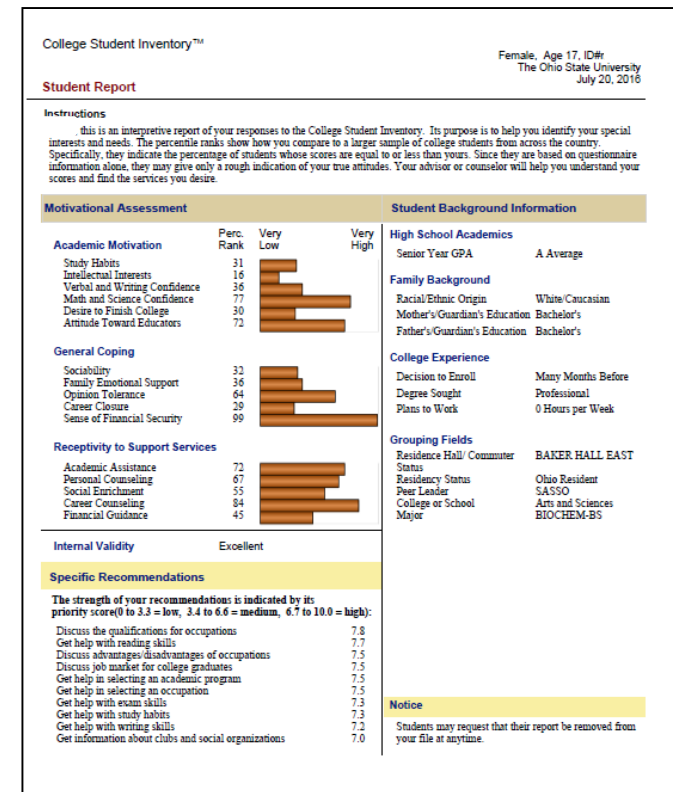 College Student Inventory™
Female, Age 17, ID#r
The Ohio State University
July 20, 2016
Student Report
Instructions
, this is an interpretive report of your responses to the College Student Inventory. Its purpose is to help you identify your special
interests and needs. The percentile ranks show how you compare to a larger sample of college students from across the country.
Specifically, they indicate the percentage of students whose scores are equal to or less than yours. Since they are based on questionnaire
information alone, they may give only a rough indication of your true attitudes. Your advisor or counselor will help you understand your
scores and find the services you desire.
Motivational Assessment
Perc. Very Very
Academic Motivation Rank Low High
Study Habits 31
Intellectual Interests 16
Verbal and Writing Confidence 36
Math and Science Confidence 77
Desire to Finish College 30
Attitude Toward Educators 72
General Coping
Sociability 32
Family Emotional Support 36
Opinion Tolerance 64
Career Closure 29
Sense of Financial Security 99
Receptivity to Support Services
Academic Assistance 72
Personal Counseling 67
Social Enrichment 55
Career Counseling 84
Financial Guidance 45
Internal Validity Excellent
Specific Recommendations
The strength of your recommendations is indicated by its
priority score(0 to 3.3 = low, 3.4 to 6.6 = medium, 6.7 to 10.0 = high):
Discuss the qualifications for occupations 7.8
Get help with reading skills 7.7
Discuss advantages/disadvantages of occupations 7.5
Discuss job market for college graduates 7.5
Get help in selecting an academic program 7.5
Get help in selecting an occupation 7.5
Get help with exam skills 7.3
Get help with study habits 7.3
Get help with writing skills 7.2
Get information about clubs and social organizations 7.0
Student Background Information
High School Academics
Senior Year GPA A Average
Family Background
Racial/Ethnic Origin White/Caucasian
Mother's/Guardian's Education Bachelor's
Father's/Guardian's Education Bachelor's
College Experience
Decision to Enroll Many Months Before
Degree Sought Professional
Plans to Work 0 Hours per Week
Grouping Fields
Residence Hall/ Commuter BAKER HALL EAST
Status
Residency Status Ohio Resident
Peer Leader SASSO
College or School Arts and Sciences
Major BIOCHEM-BS
Notice
Students may request that their report be removed from
your file at anytime.